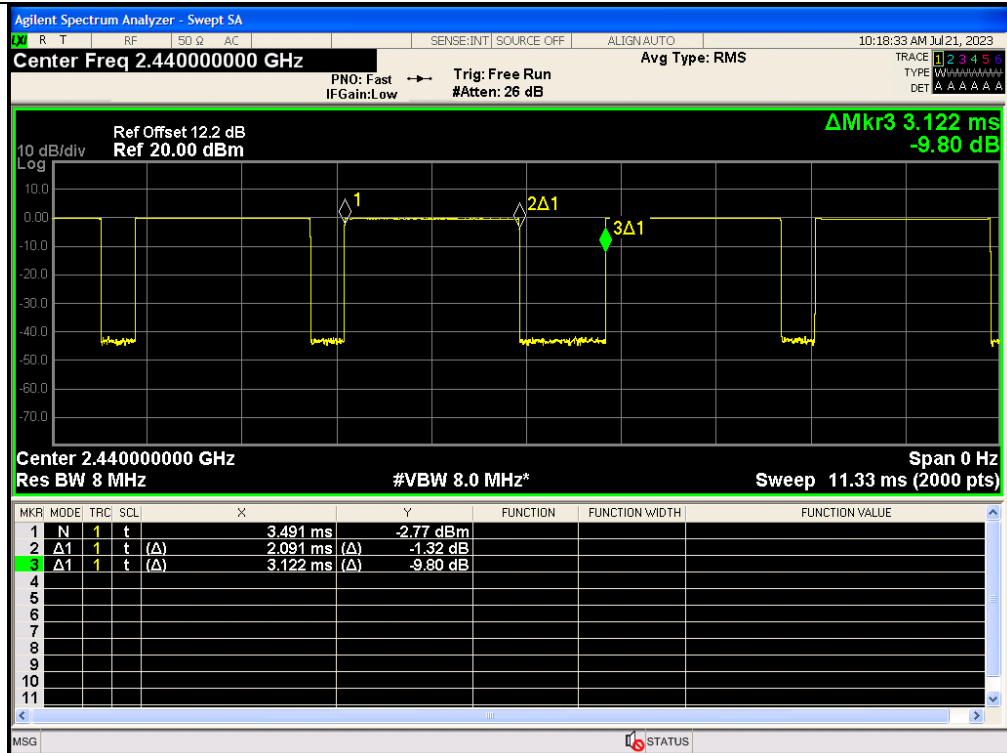 Agilent Spectrum Analyzer - Swept SA
LXI R T RF 50 Ω AC SENSE:INT SOURCE OFF ALIGN AUTO 10:18:33 AM Jul 21, 2023
Center Freq 2.440000000 GHz Avg Type: RMS TRACE 1 2 3 4 5 6
PNO: Fast Trig: Free Run TYPE WWWWWW
IFGain:Low #Atten: 26 dB DET A A A A A A
ΔMkr3 3.122 ms
Ref Offset 12.2 dB
10 dB/div Ref 20.00 dBm -9.80 dB
Log
10.0
1
2Δ1
0.00
3Δ1
-10.0
-20.0
-30.0
-40.0
-50.0
-60.0
-70.0
Center 2.440000000 GHz Span 0 Hz
Res BW 8 MHz #VBW 8.0 MHz* Sweep 11.33 ms (2000 pts)
MKR MODE TRC SCL X Y FUNCTION FUNCTION WIDTH FUNCTION VALUE
1 N 1 t 3.491 ms -2.77 dBm
2 Δ1 1 t (Δ) 2.091 ms (Δ) -1.32 dB
3 Δ1 1 t (Δ) 3.122 ms (Δ) -9.80 dB
4
5
6
7
8
9
10
11
MSG STATUS